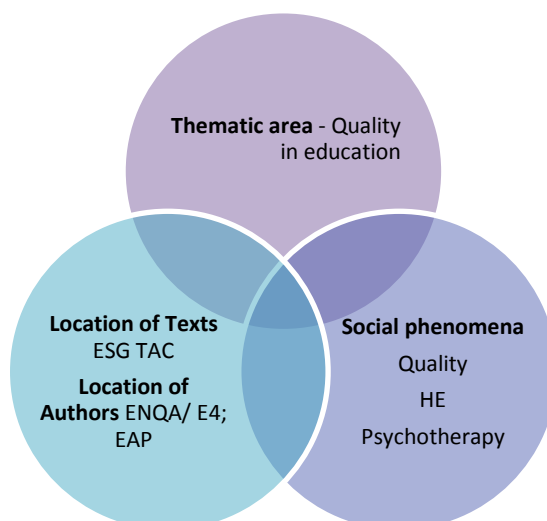 Thematic area - Quality
in education
Location of Texts
ESG TAC
Location of
Authors ENQA/ E4;
EAP
Social phenomena
Quality
HE
Psychotherapy